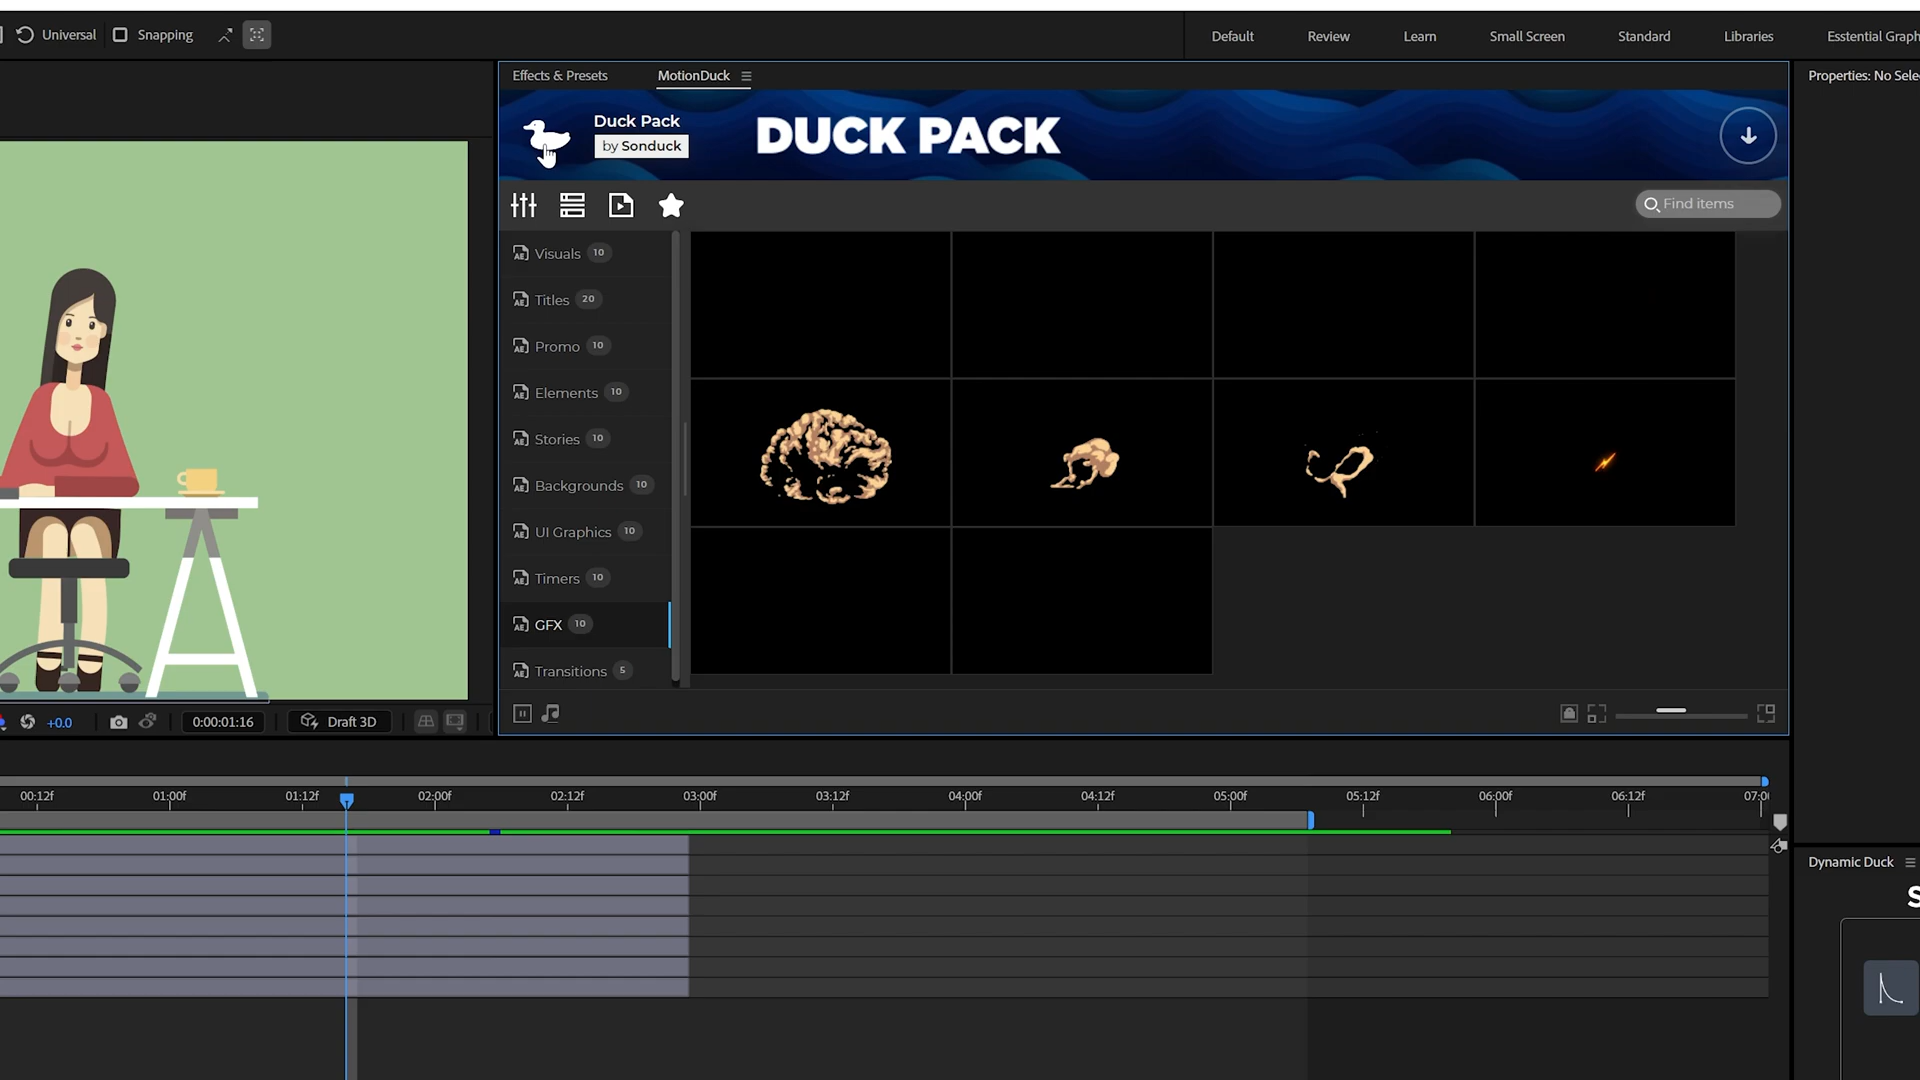 Universal
Snapping
Default
Review
Learn
Small Screen
Standard
Libraries
Esstential Graph
Effects & Presets
MotionDuck
Properties: No Sele
Duck Pack
by Sonduck
DUCK PACK
Find items
Visuals 10
Titles 20
Promo 10
Elements 10
Stories 10
Backgrounds 10
UI Graphics 10
Timers 10
GFX 10
Transitions 5
+0.0
0:00:01:16
Draft 3D
00:12f
01:00f
01:12f
02:00f
02:12f
03:00f
03:12f
04:00f
04:12f
05:00f
05:12f
06:00f
06:12f
07:00
Dynamic Duck
S